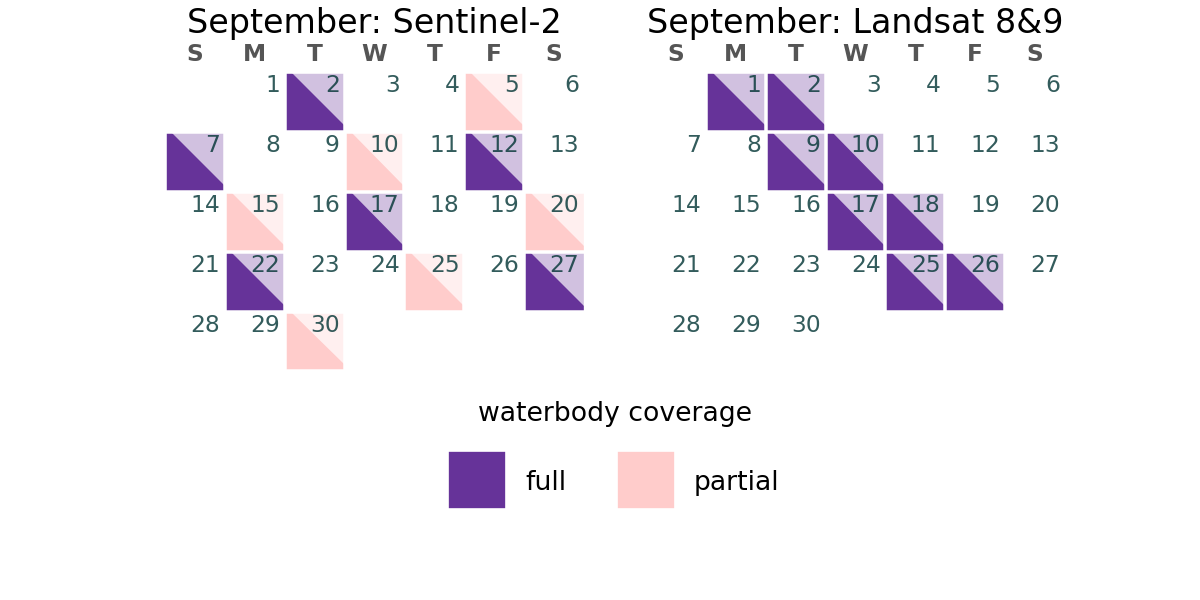 September: Sentinel-2
S M T W T F S
1 2 3 4 5 6
7 8 9 10 11 12 13
14 15 16 17 18 19 20
21 22 23 24 25 26 27
28 29 30
September: Landsat 8&9
S M T W T F S
1 2 3 4 5 6
7 8 9 10 11 12 13
14 15 16 17 18 19 20
21 22 23 24 25 26 27
28 29 30
waterbody coverage
full partial